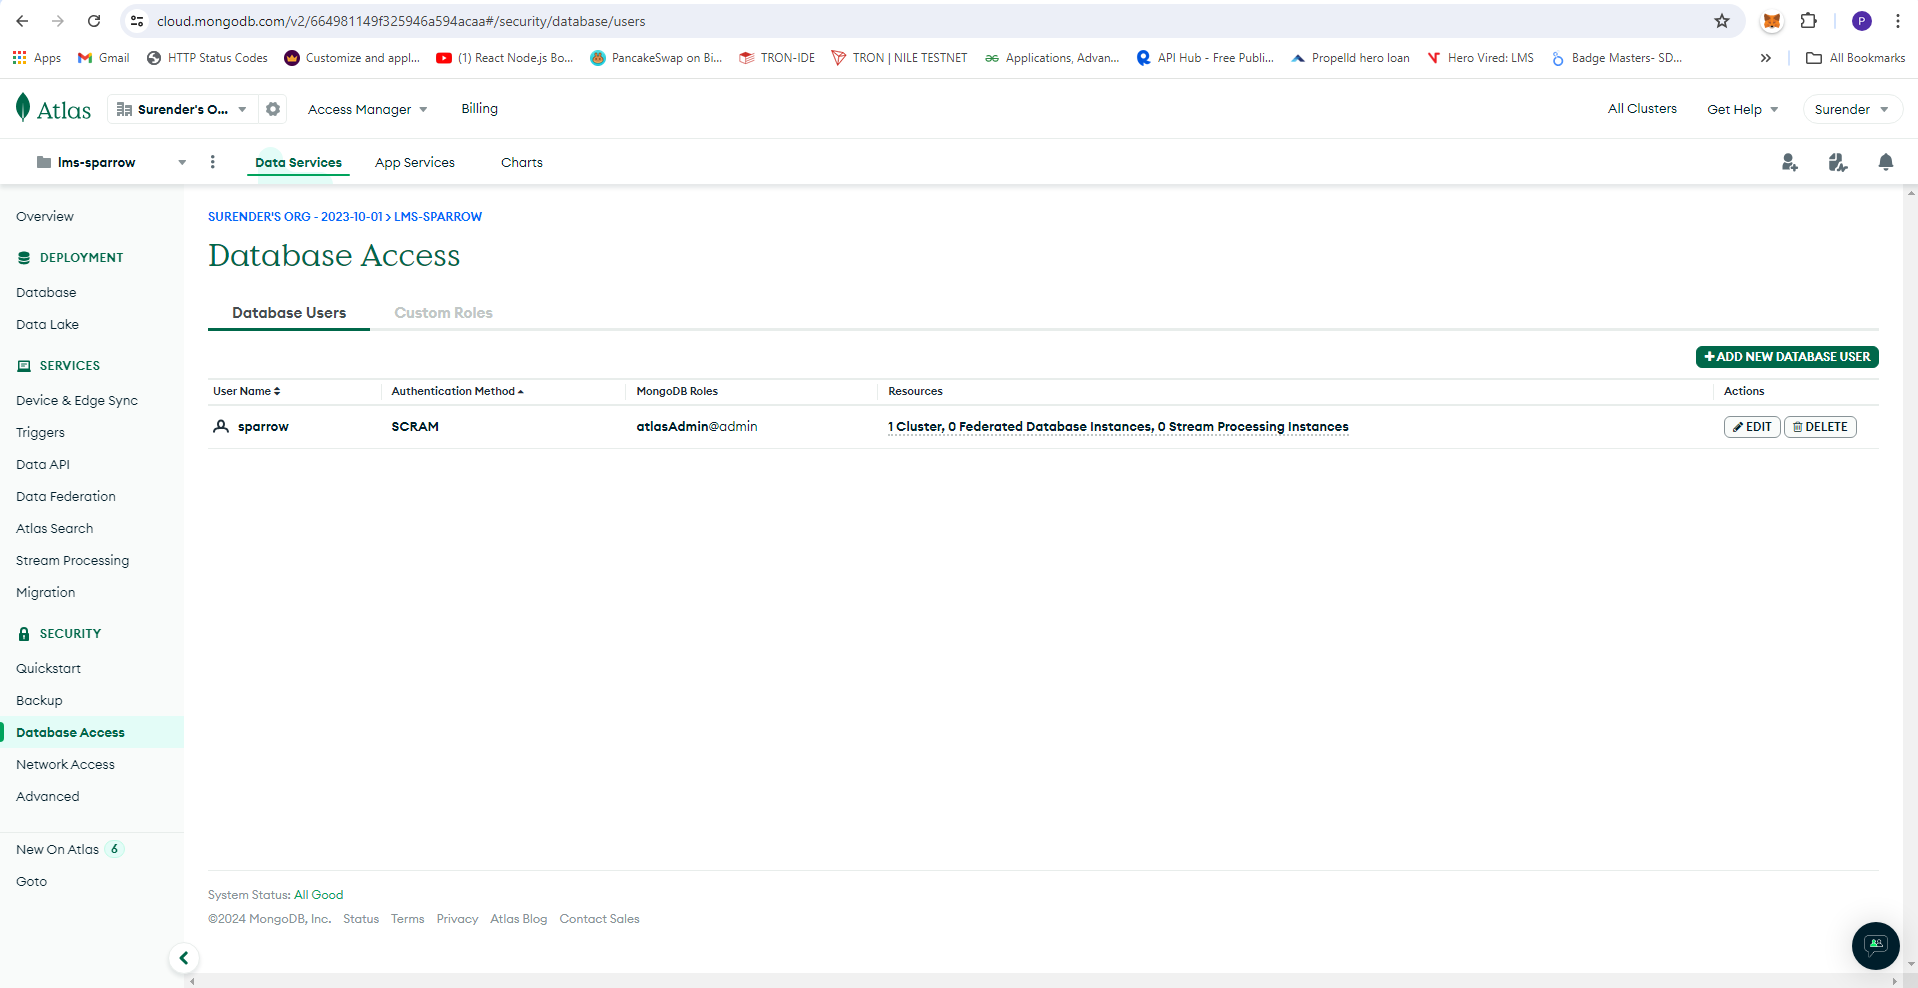 cloud.mongodb.com/v2/664981149f325946a594acaa#/security/database/users
P
Apps Gmail HTTP Status Codes Customize and appl... (1) React Node.js Bo... PancakeSwap on Bi... TRON-IDE TRON | NILE TESTNET Applications, Advan... API Hub - Free Publi... Propelld hero loan Hero Vired: LMS Badge Masters- SD... » All Bookmarks
Atlas Surender's O... Access Manager Billing All Clusters Get Help Surender
lms-sparrow Data Services App Services Charts
Overview
DEPLOYMENT
Database
Data Lake
SERVICES
Device & Edge Sync
Triggers
Data API
Data Federation
Atlas Search
Stream Processing
Migration
SECURITY
Quickstart
Backup
Database Access
Network Access
Advanced
New On Atlas 6
Goto
SURENDER'S ORG - 2023-10-01 > LMS-SPARROW
Database Access
Database Users Custom Roles
+ ADD NEW DATABASE USER
User Name Authentication Method MongoDB Roles Resources Actions
sparrow SCRAM atlasAdmin@admin 1 Cluster, 0 Federated Database Instances, 0 Stream Processing Instances EDIT DELETE
System Status: All Good
©2024 MongoDB, Inc. Status Terms Privacy Atlas Blog Contact Sales